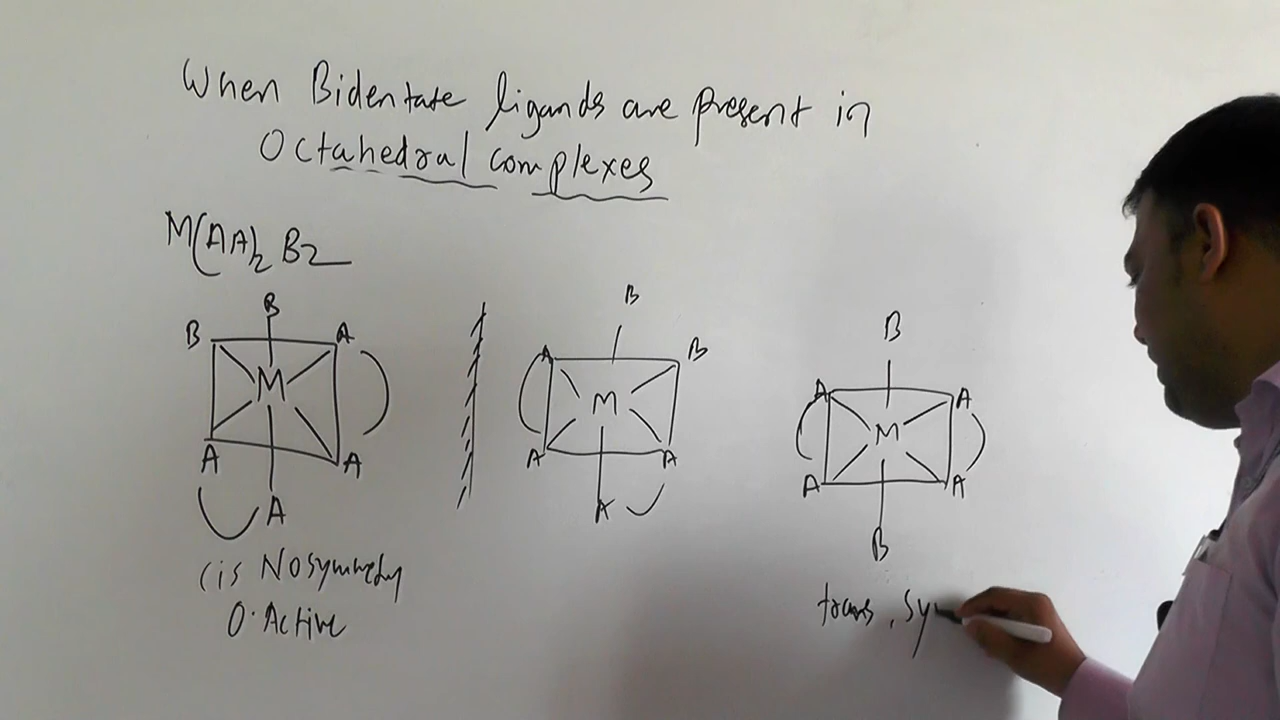 When Bidentate ligands are present in
Octahedral complexes
M(AA)2 B2
B
B A
M
A A
A
cis No symmetry
O. Active
B
A B
M
A A
A
B
A A
M
A A
B
trans, Sy